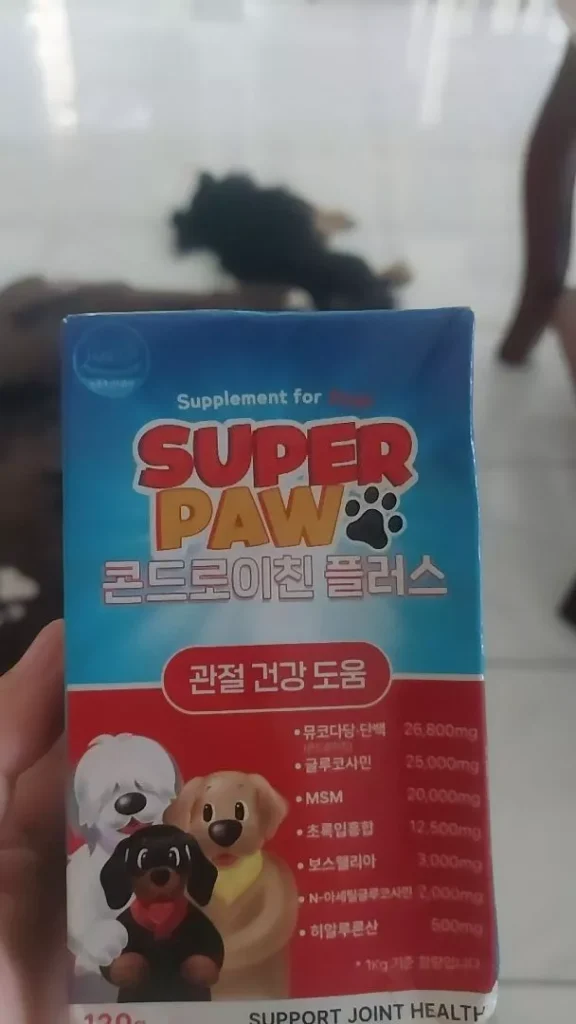 Supplement for Dogs
SUPER
PAW
콘드로이친 플러스
관절 건강 도움
•뮤코다당·단백 26,800mg
•글루코사민 25,000mg
•MSM 20,000mg
•초록입홍합 12,500mg
•보스웰리아 3,000mg
•N-아세틸글루코사민 2,000mg
•히알루론산 500mg
*1Kg 기준 함량입니다
120g
SUPPORT JOINT HEALTH